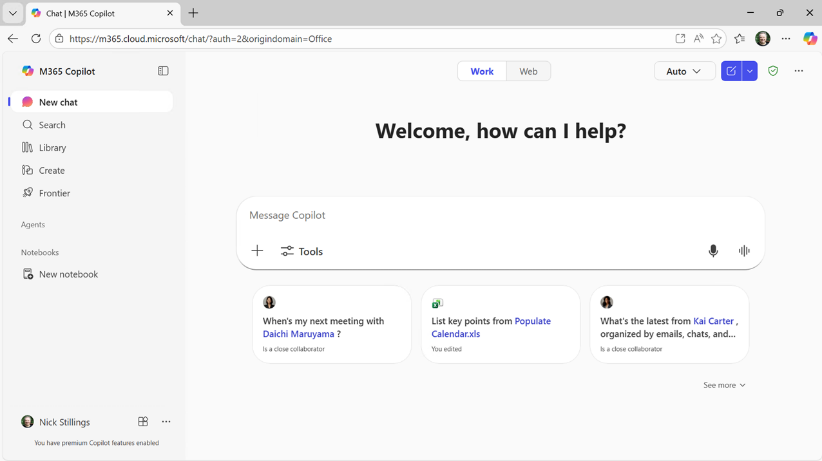 Chat | M365 Copilot
https://m365.cloud.microsoft/chat/?auth=2&origindomain=Office
M365 Copilot
Work
Web
Auto
New chat
Search
Library
Create
Frontier
Agents
Notebooks
New notebook
Welcome, how can I help?
Message Copilot
Tools
When's my next meeting with
Daichi Maruyama ?
Is a close collaborator
List key points from Populate
Calendar.xls
You edited
What's the latest from Kai Carter ,
organized by emails, chats, and...
Is a close collaborator
See more
Nick Stillings
You have premium Copilot features enabled